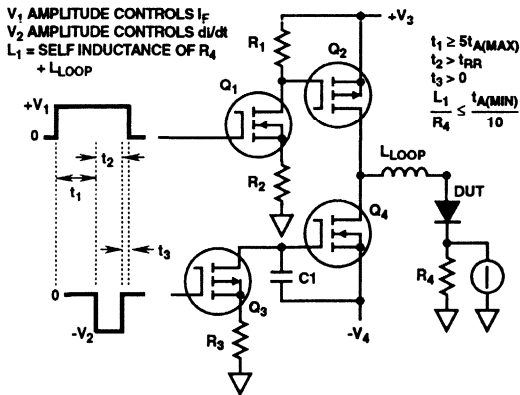 V1 AMPLITUDE CONTROLS IF
V2 AMPLITUDE CONTROLS di/dt
L1 = SELF INDUCTANCE OF R4
+ LLOOP
+V3
R1
Q2
t1 ≥ 5tA(MAX)
t2 > tRR
t3 > 0
L1/R4 ≤ tA(MIN)/10
Q1
+V1
0
t2
t1
t3
R2
LLOOP
DUT
Q4
C1
R4
0
-V2
Q3
R3
-V4